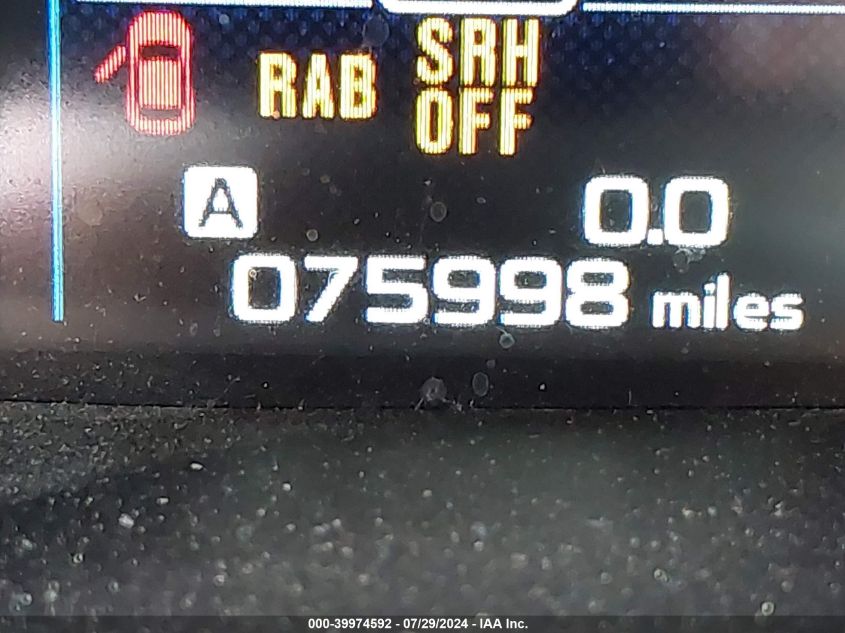 RAB SRH
OFF
A 0.0
075998 miles
000-39974592 - 07/29/2024 - IAA Inc.